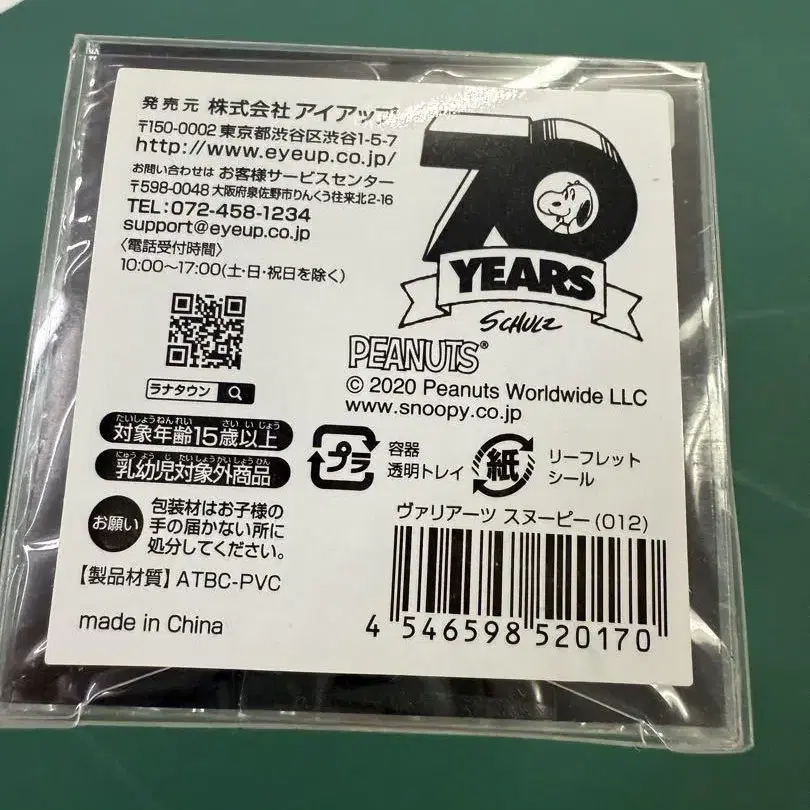 発売元 株式会社 アイアップ
〒150-0002 東京都渋谷区渋谷1-5-7
http://www.eyeup.co.jp/
お問い合わせは お客様サービスセンター
〒598-0048 大阪府泉佐野市りんくう往来北2-16
TEL:072-458-1234
support@eyeup.co.jp
〈電話受付時間〉
10:00〜17:00(土・日・祝日を除く)
ラナタウン
70
YEARS
SCHULZ
PEANUTS®
© 2020 Peanuts Worldwide LLC
www.snoopy.co.jp
たいしょうねんれい さい い じょう
対象年齢15歳以上
にゅう よう じ たいしょうがいしょうひん
乳幼児対象外商品
プラ
容器
透明トレイ
紙
リーフレット
シール
お願い
包装材はお子様の
手の届かない所に
処分してください。
【製品材質】ATBC-PVC
made in China
ヴァリアーツ スヌーピー(012)
4 546598 520170